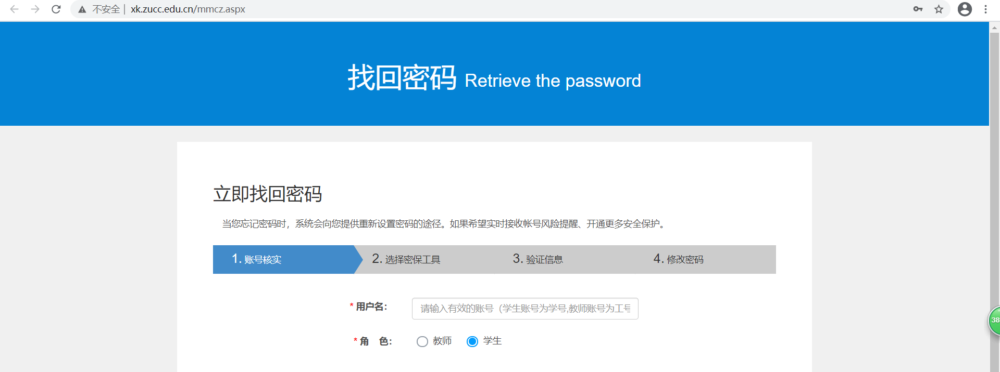 不安全 | xk.zucc.edu.cn/mmcz.aspx
找回密码 Retrieve the password
立即找回密码
当您忘记密码时，系统会向您提供重新设置密码的途径。如果希望实时接收帐号风险提醒、开通更多安全保护。
1. 账号核实 2. 选择密保工具 3. 验证信息 4. 修改密码
* 用户名： 请输入有效的账号（学生账号为学号,教师账号为工号
* 角 色： 教师 学生
38